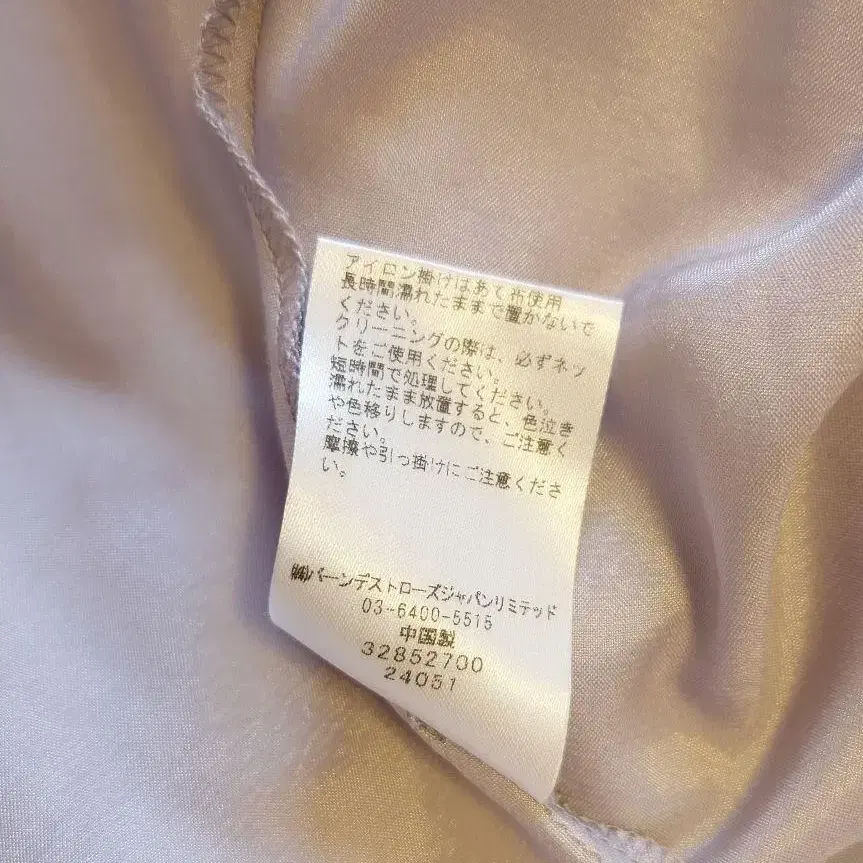 アイロン掛けはあて布使用
長時間濡れたままで置かないで
ください。
クリーニングの際は、必ずネッ
トをご使用ください。
短時間で処理してください。
濡れたまま放置すると、色泣き
や色移りしますので、ご注意く
ださい。
摩擦や引っ掛けにご注意くださ
い。
㈱バーンデストローズジャパンリミテッド
03-6400-5515
中国製
32852700
24051